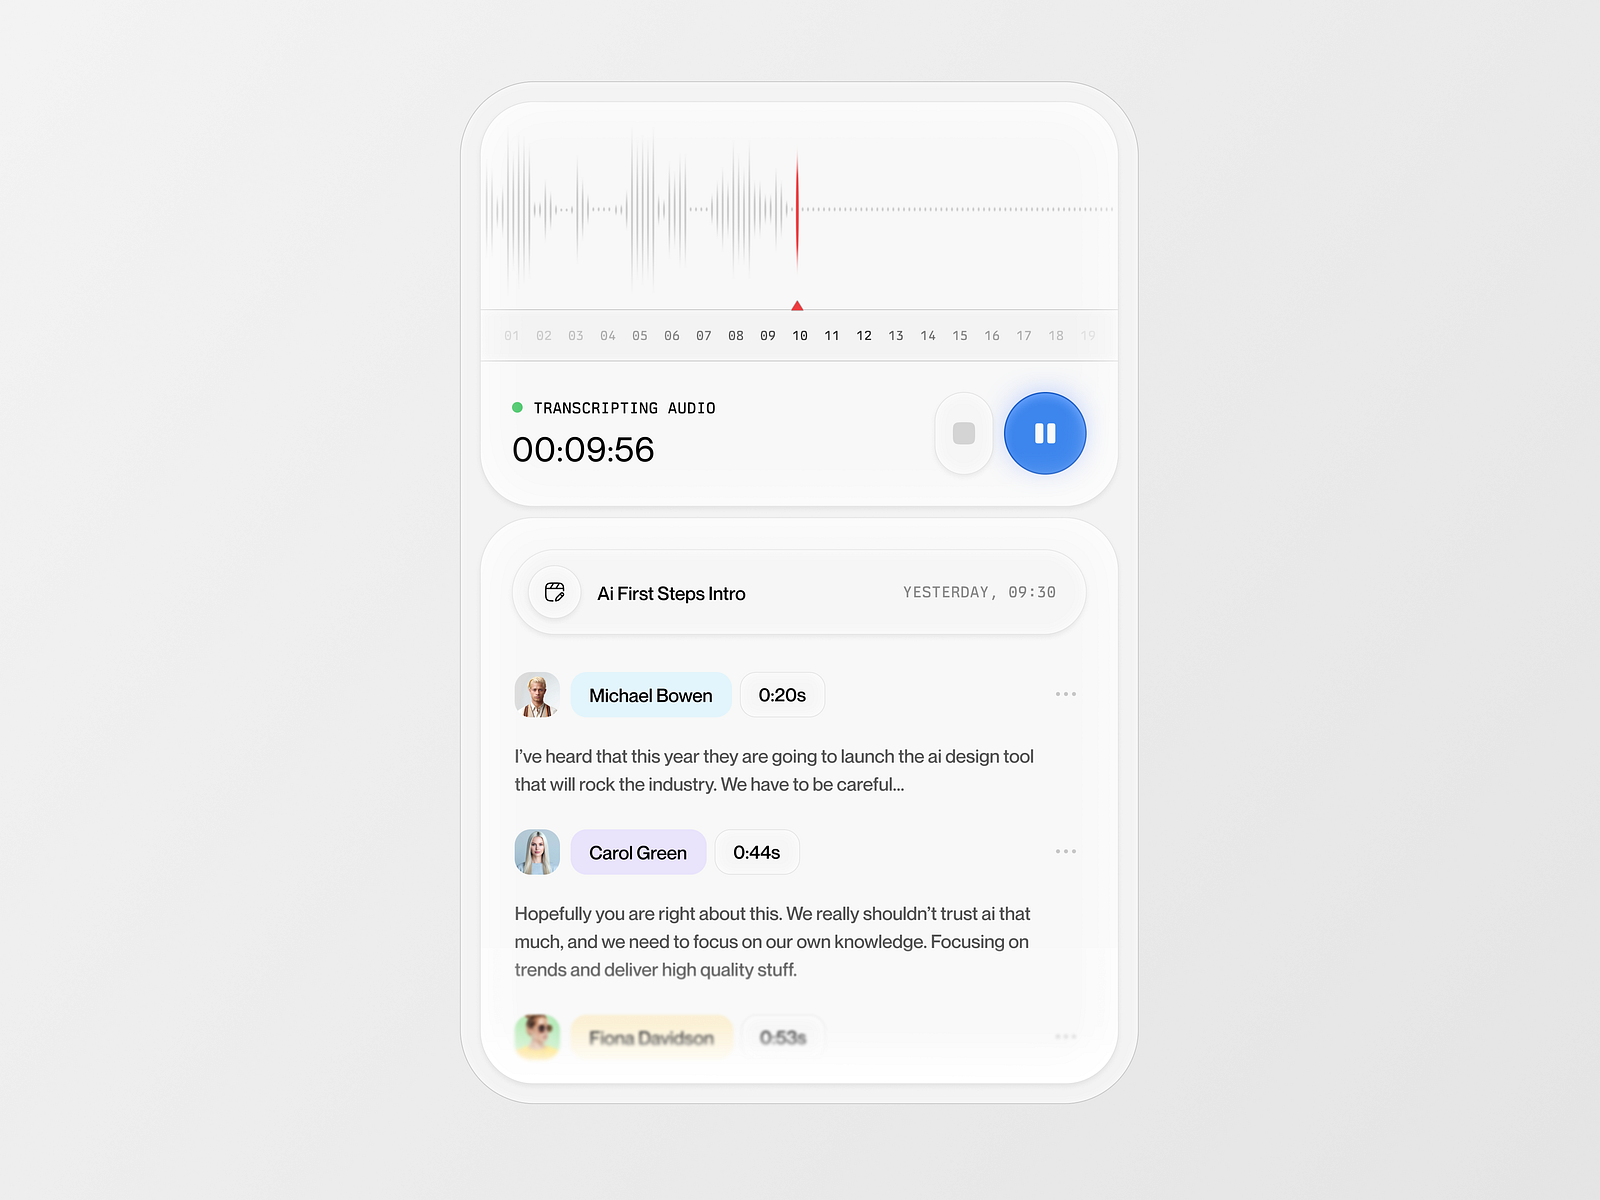 01 02 03 04 05 06 07 08 09 10 11 12 13 14 15 16 17 18 19
TRANSCRIPTING AUDIO
00:09:56
Ai First Steps Intro
YESTERDAY, 09:30
Michael Bowen
0:20s
I’ve heard that this year they are going to launch the ai design tool
that will rock the industry. We have to be careful...
Carol Green
0:44s
Hopefully you are right about this. We really shouldn’t trust ai that
much, and we need to focus on our own knowledge. Focusing on
trends and deliver high quality stuff.
Fiona Davidson
0:53s